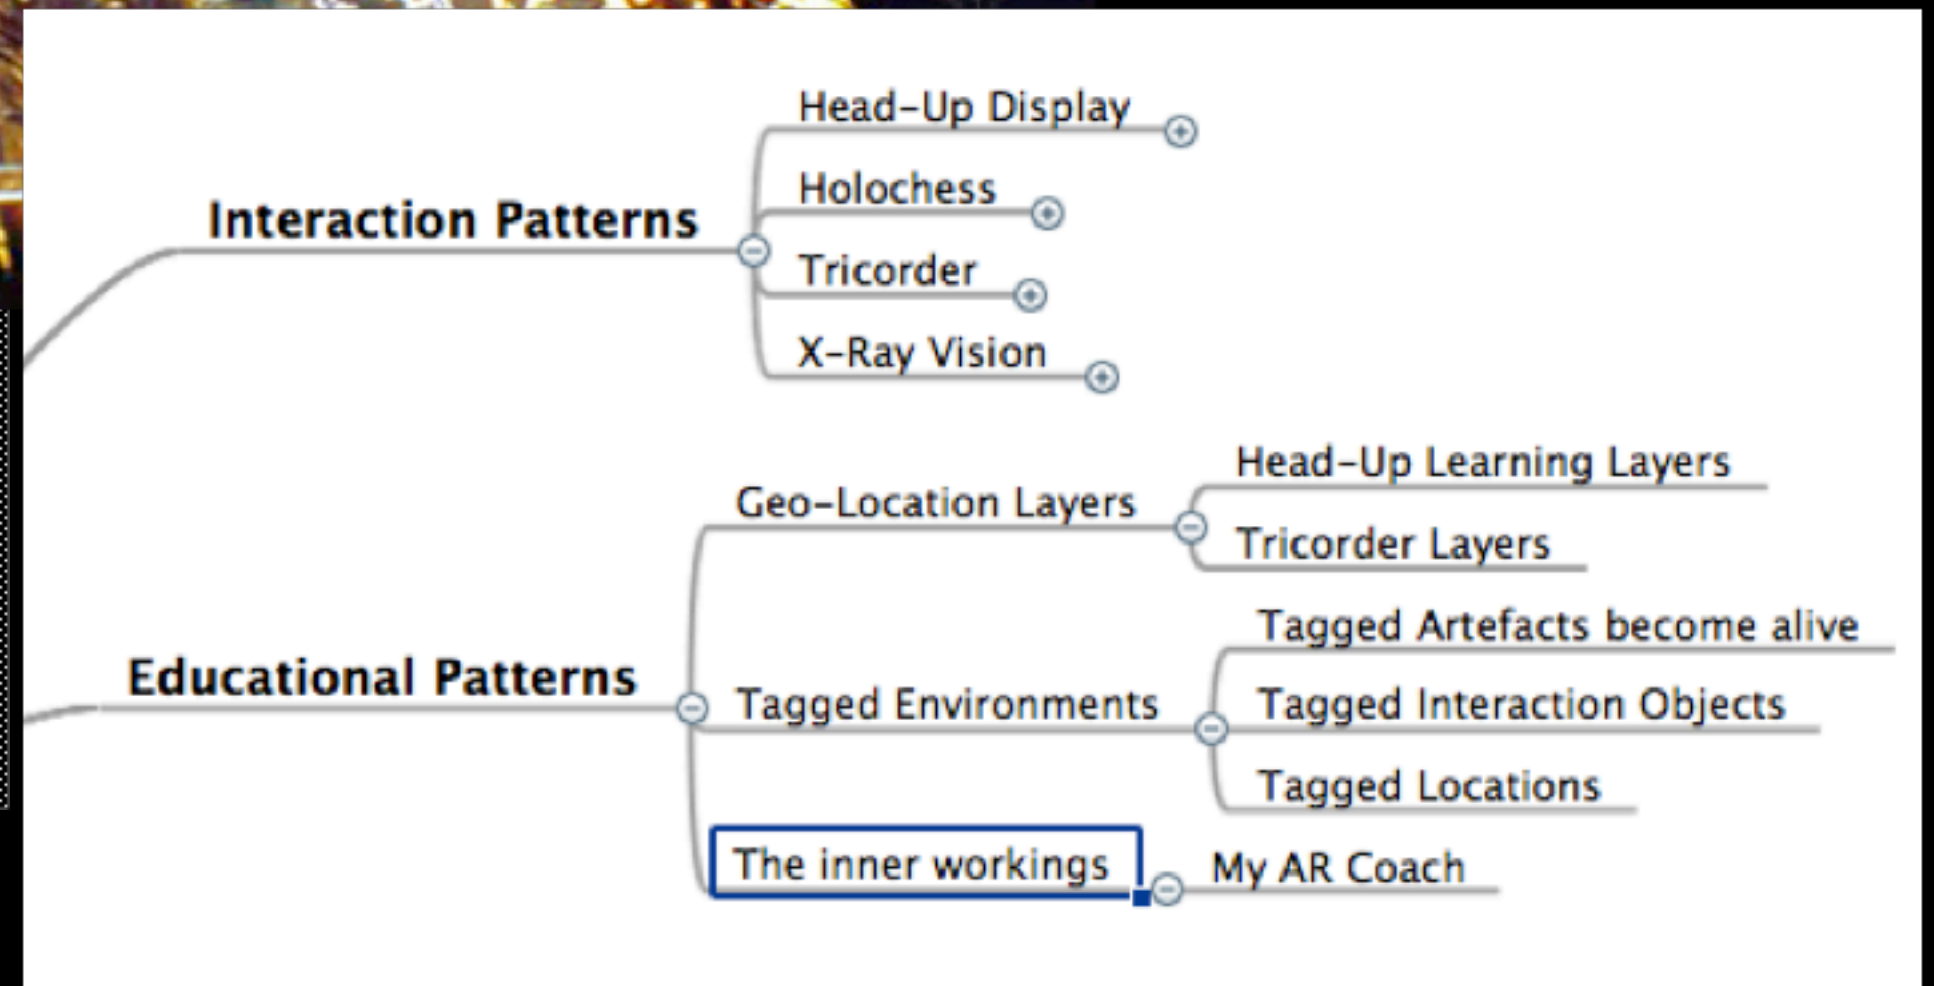 Interaction Patterns
Head-Up Display
Holochess
Tricorder
X-Ray Vision
Educational Patterns
Geo-Location Layers
Head-Up Learning Layers
Tricorder Layers
Tagged Environments
Tagged Artefacts become alive
Tagged Interaction Objects
Tagged Locations
The inner workings
My AR Coach